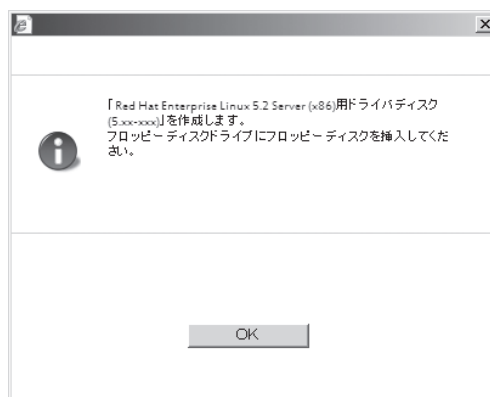 「Red Hat Enterprise Linux 5.2 Server (x86)用ドライバディスク
(5.xx-xxx)」を作成します。
フロッピーディスクドライブにフロッピーディスクを挿入してくだ
さい。
OK